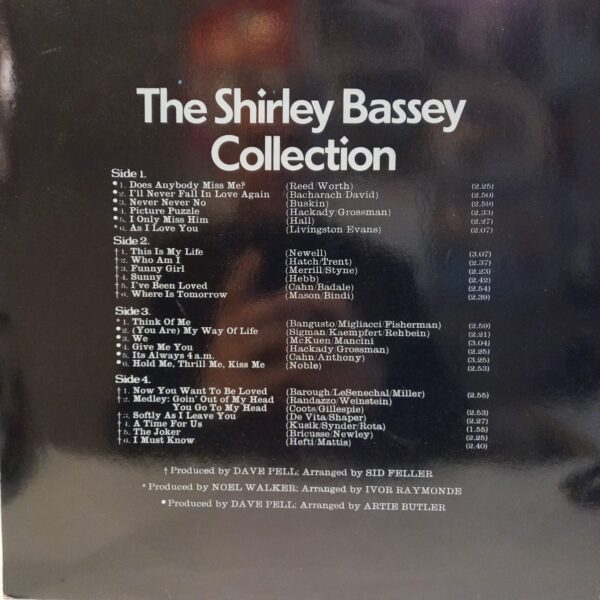 The Shirley Bassey
Collection
Side 1.
•1. Does Anybody Miss Me? (Reed Worth) (2.25)
•2. I'll Never Fall In Love Again (Bacharach/David) (2.50)
•3. Never Never No (Buskin) (2.59)
•4. Picture Puzzle (Hackady/Grossman) (2.33)
•5. I Only Miss Him (Hall) (2.27)
*6. As I Love You (Livingston Evans) (2.07)
Side 2.
†1. This Is My Life (Newell) (3.07)
†2. Who Am I (Hatch/Trent) (2.37)
†3. Funny Girl (Merrill/Styne) (2.23)
†4. Sunny (Hebb) (2.42)
†5. I've Been Loved (Cahn/Badale) (2.54)
†6. Where Is Tomorrow (Mason/Bindi) (2.39)
Side 3.
*1. Think Of Me (Bangusto/Migliacci/Fisherman) (2.59)
•2. (You Are) My Way Of Life (Sigman/Kaempfert/Rehbein) (2.21)
•3. We (McKuen/Mancini (3.04)
•4. Give Me You (Hackady Grossman) (2.25)
•5. Its Always 4 a.m. (Cahn/Anthony) (3.25)
•6. Hold Me, Thrill Me, Kiss Me (Noble) (2.53)
Side 4.
†1. Now You Want To Be Loved (Barough/LeSenechal/Miller) (2.55)
†2. Medley: Goin' Out of My Head (Randazzo/Weinstein)
You Go To My Head (Coots/Gillespie) (2.53)
†3. Softly As I Leave You (De Vita/Shaper) (2.27)
†4. A Time For Us (Kusik/Synder/Rota) (1.55)
†5. The Joker (Bricusse/Newley) (2.25)
†6. I Must Know (Hefti Mattis) (2.40)
† Produced by DAVE PELL; Arranged by SID FELLER
* Produced by NOEL WALKER; Arranged by IVOR RAYMONDE
• Produced by DAVE PELL; Arranged by ARTIE BUTLER